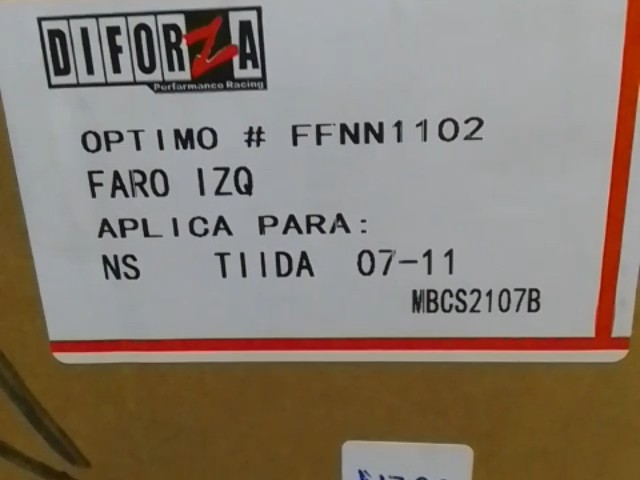 DIFORZA
Performance Racing
OPTIMO # FFNN1102
FARO IZQ
APLICA PARA:
NS TIIDA 07-11
MBCS2107B